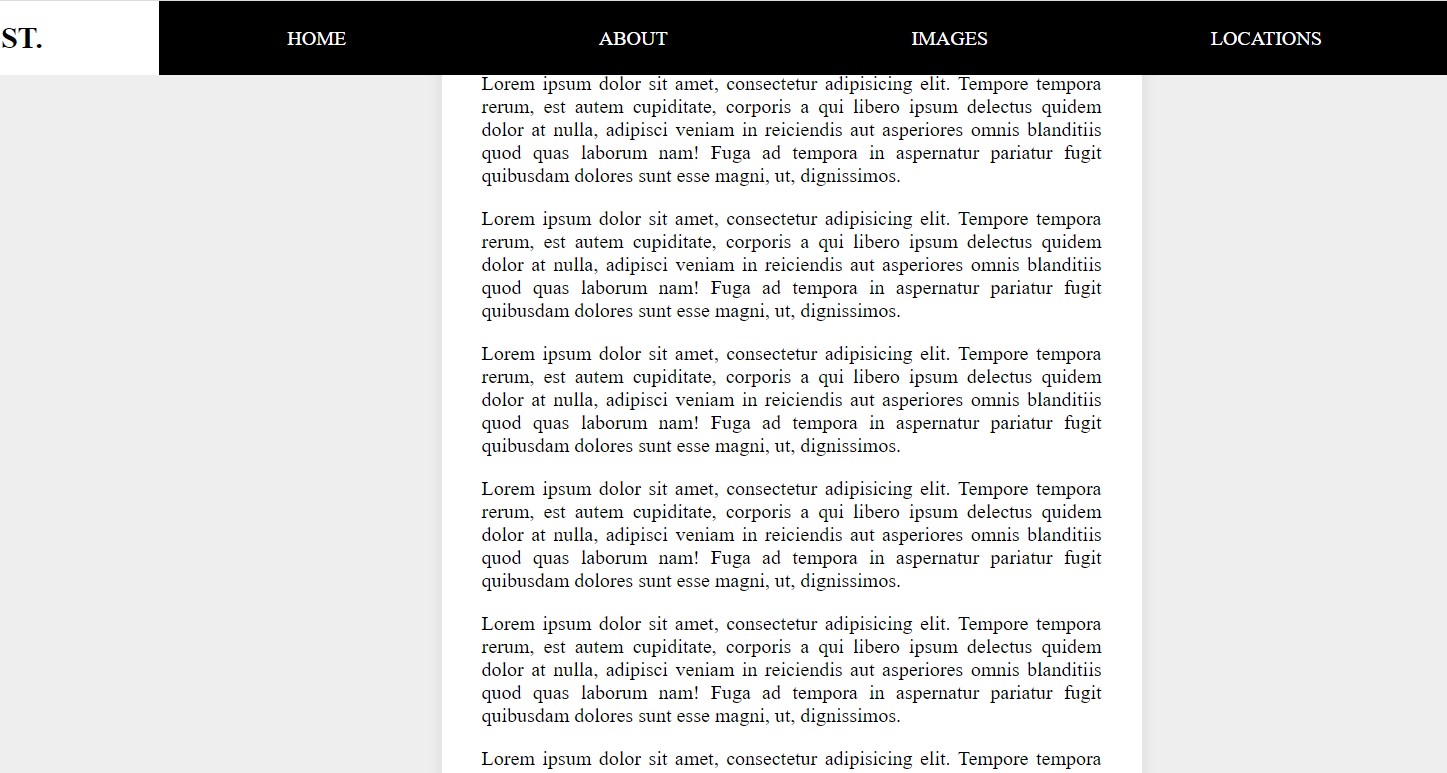 ST.
HOME ABOUT IMAGES LOCATIONS
Lorem ipsum dolor sit amet, consectetur adipisicing elit. Tempore tempora
rerum, est autem cupiditate, corporis a qui libero ipsum delectus quidem
dolor at nulla, adipisci veniam in reiciendis aut asperiores omnis blanditiis
quod quas laborum nam! Fuga ad tempora in aspernatur pariatur fugit
quibusdam dolores sunt esse magni, ut, dignissimos.
Lorem ipsum dolor sit amet, consectetur adipisicing elit. Tempore tempora
rerum, est autem cupiditate, corporis a qui libero ipsum delectus quidem
dolor at nulla, adipisci veniam in reiciendis aut asperiores omnis blanditiis
quod quas laborum nam! Fuga ad tempora in aspernatur pariatur fugit
quibusdam dolores sunt esse magni, ut, dignissimos.
Lorem ipsum dolor sit amet, consectetur adipisicing elit. Tempore tempora
rerum, est autem cupiditate, corporis a qui libero ipsum delectus quidem
dolor at nulla, adipisci veniam in reiciendis aut asperiores omnis blanditiis
quod quas laborum nam! Fuga ad tempora in aspernatur pariatur fugit
quibusdam dolores sunt esse magni, ut, dignissimos.
Lorem ipsum dolor sit amet, consectetur adipisicing elit. Tempore tempora
rerum, est autem cupiditate, corporis a qui libero ipsum delectus quidem
dolor at nulla, adipisci veniam in reiciendis aut asperiores omnis blanditiis
quod quas laborum nam! Fuga ad tempora in aspernatur pariatur fugit
quibusdam dolores sunt esse magni, ut, dignissimos.
Lorem ipsum dolor sit amet, consectetur adipisicing elit. Tempore tempora
rerum, est autem cupiditate, corporis a qui libero ipsum delectus quidem
dolor at nulla, adipisci veniam in reiciendis aut asperiores omnis blanditiis
quod quas laborum nam! Fuga ad tempora in aspernatur pariatur fugit
quibusdam dolores sunt esse magni, ut, dignissimos.
Lorem ipsum dolor sit amet, consectetur adipisicing elit. Tempore tempora